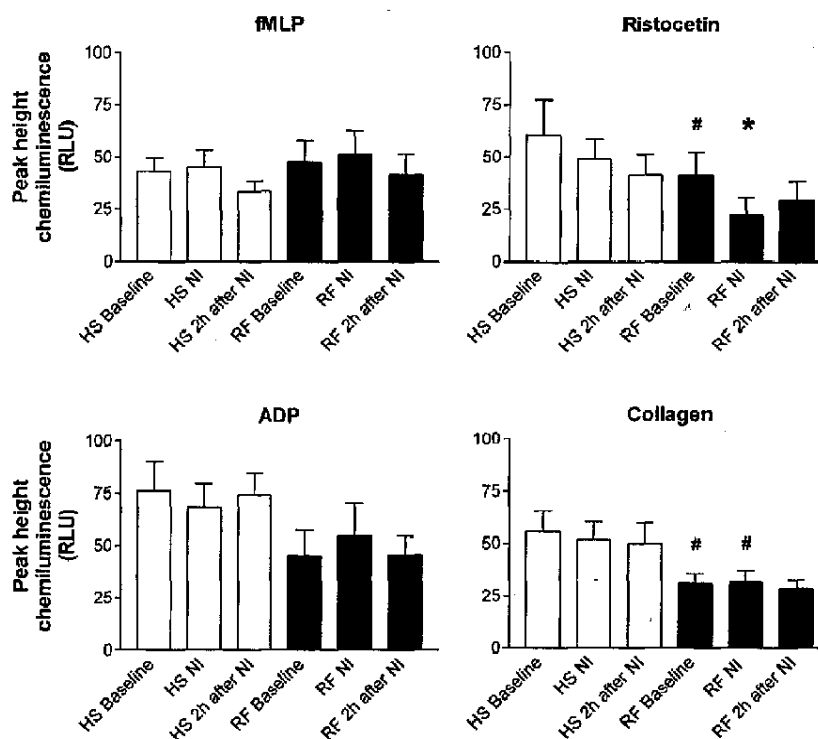 fMLP
Peak height
chemiluminescence
(RLU)
100
75
50
25
0
HS Baseline
HS NI
HS 2h after NI
RF Baseline
RF NI
RF 2h after NI
Ristocetin
100
75
50
25
0
#
*
HS Baseline
HS NI
HS 2h after NI
RF Baseline
RF NI
RF 2h after NI
ADP
Peak height
chemiluminescence
(RLU)
100
75
50
25
0
HS Baseline
HS NI
HS 2h after NI
RF Baseline
RF NI
RF 2h after NI
Collagen
100
75
50
25
0
#
#
HS Baseline
HS NI
HS 2h after NI
RF Baseline
RF NI
RF 2h after NI